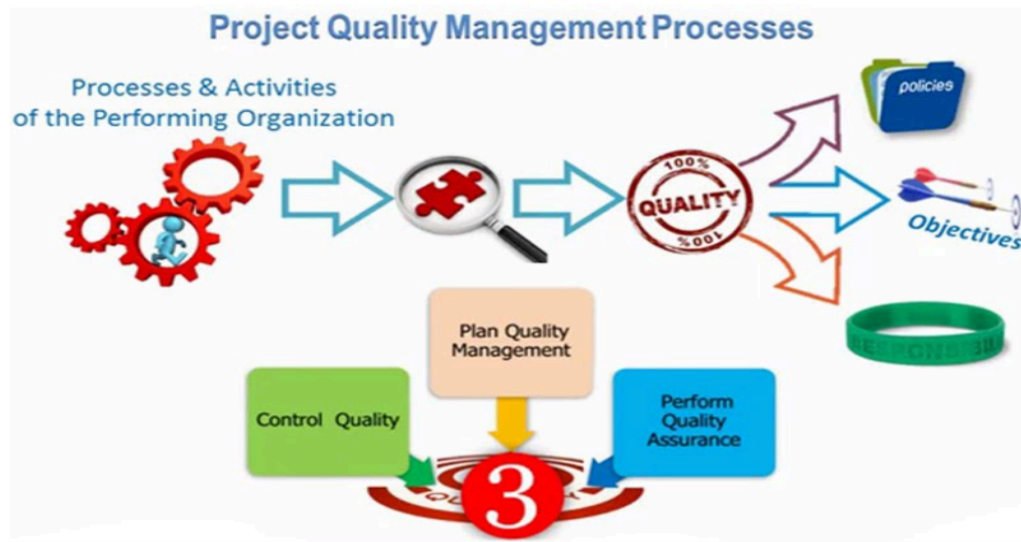 Project Quality Management Processes
Processes & Activities
of the Performing Organization
policies
100%
QUALITY
100%
Objectives
Plan Quality
Management
Control Quality
Perform
Quality
Assurance
3